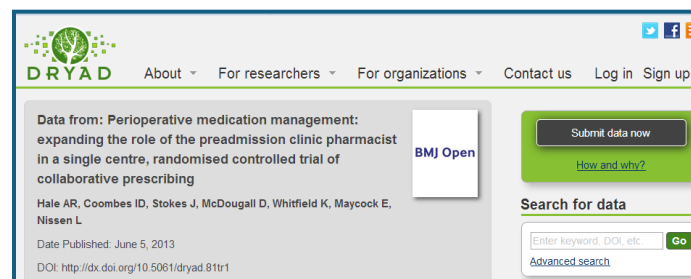 DRYAD
About For researchers For organizations Contact us Log in Sign up
Data from: Perioperative medication management:
expanding the role of the preadmission clinic pharmacist
in a single centre, randomised controlled trial of
collaborative prescribing
BMJ Open
Hale AR, Coombes ID, Stokes J, McDougall D, Whitfield K, Maycock E,
Nissen L
Date Published: June 5, 2013
DOI: http://dx.doi.org/10.5061/dryad.81tr1
Submit data now
How and why?
Search for data
Enter keyword, DOI, etc. Go
Advanced search